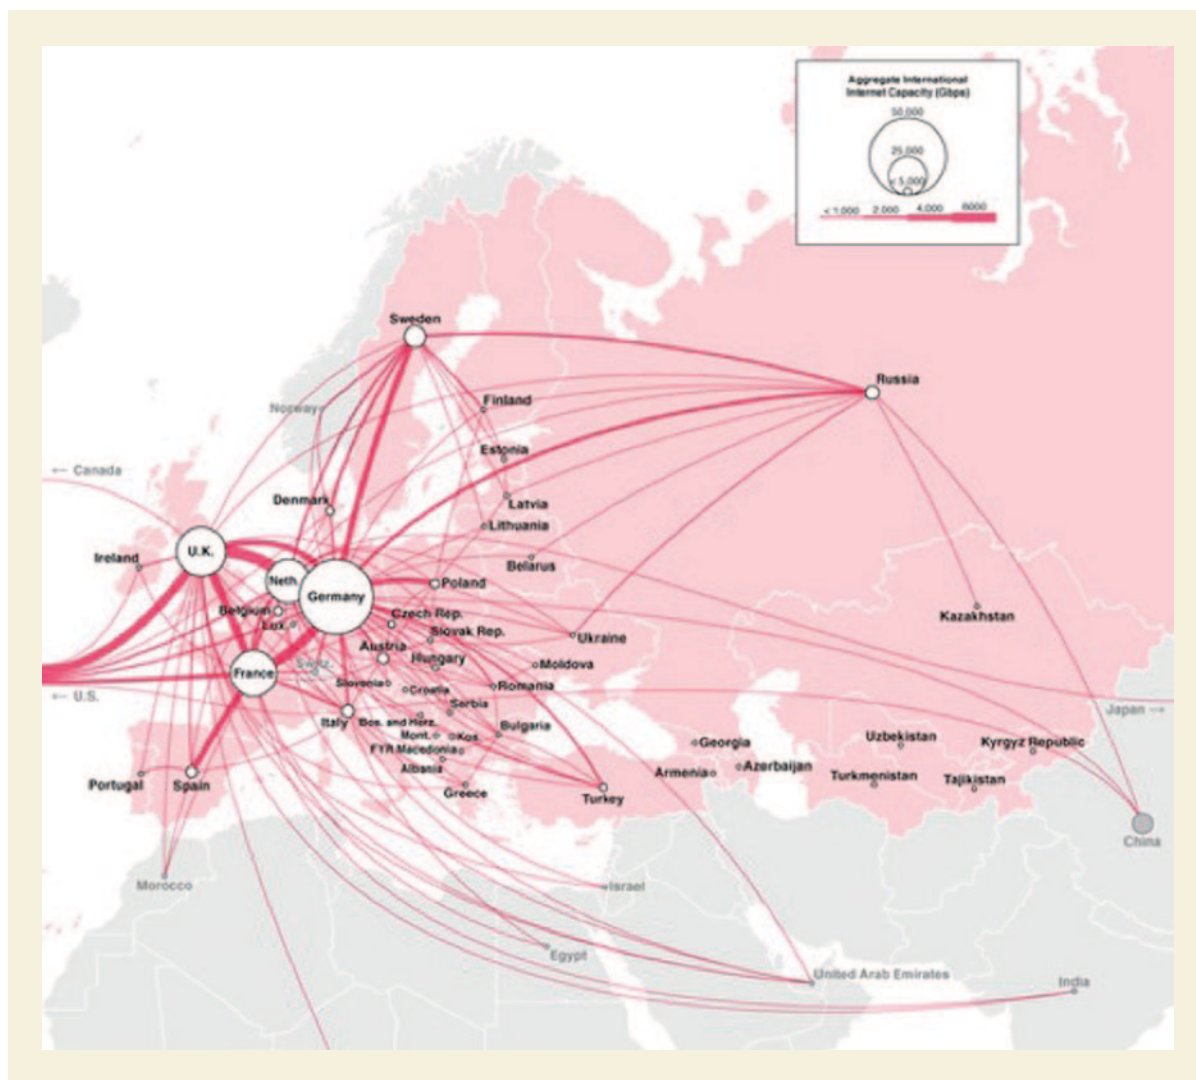 Aggregate International
Internet Capacity (Gbps)
50,000
25,000
< 5,000
< 1,000 2,000 4,000 6000
Sweden
Russia
Finland
Norway
Estonia
← Canada
Denmark
Latvia
Lithuania
U.K.
Ireland
Belarus
Neth.
Poland
Germany
Belgium
Czech Rep.
Kazakhstan
Lux.
Slovak Rep.
Ukraine
Austria
Hungary
Moldova
France
Switz.
Slovenia
Croatia
Romania
← U.S.
Serbia
Japan →
Italy
Bos. and Herz.
Bulgaria
Mont.
Kos.
Uzbekistan
Georgia
Kyrgyz Republic
FYR Macedonia
Albania
Azerbaijan
Armenia
Turkmenistan
Tajikistan
Portugal
Spain
Greece
Turkey
China
Morocco
Israel
Egypt
United Arab Emirates
India